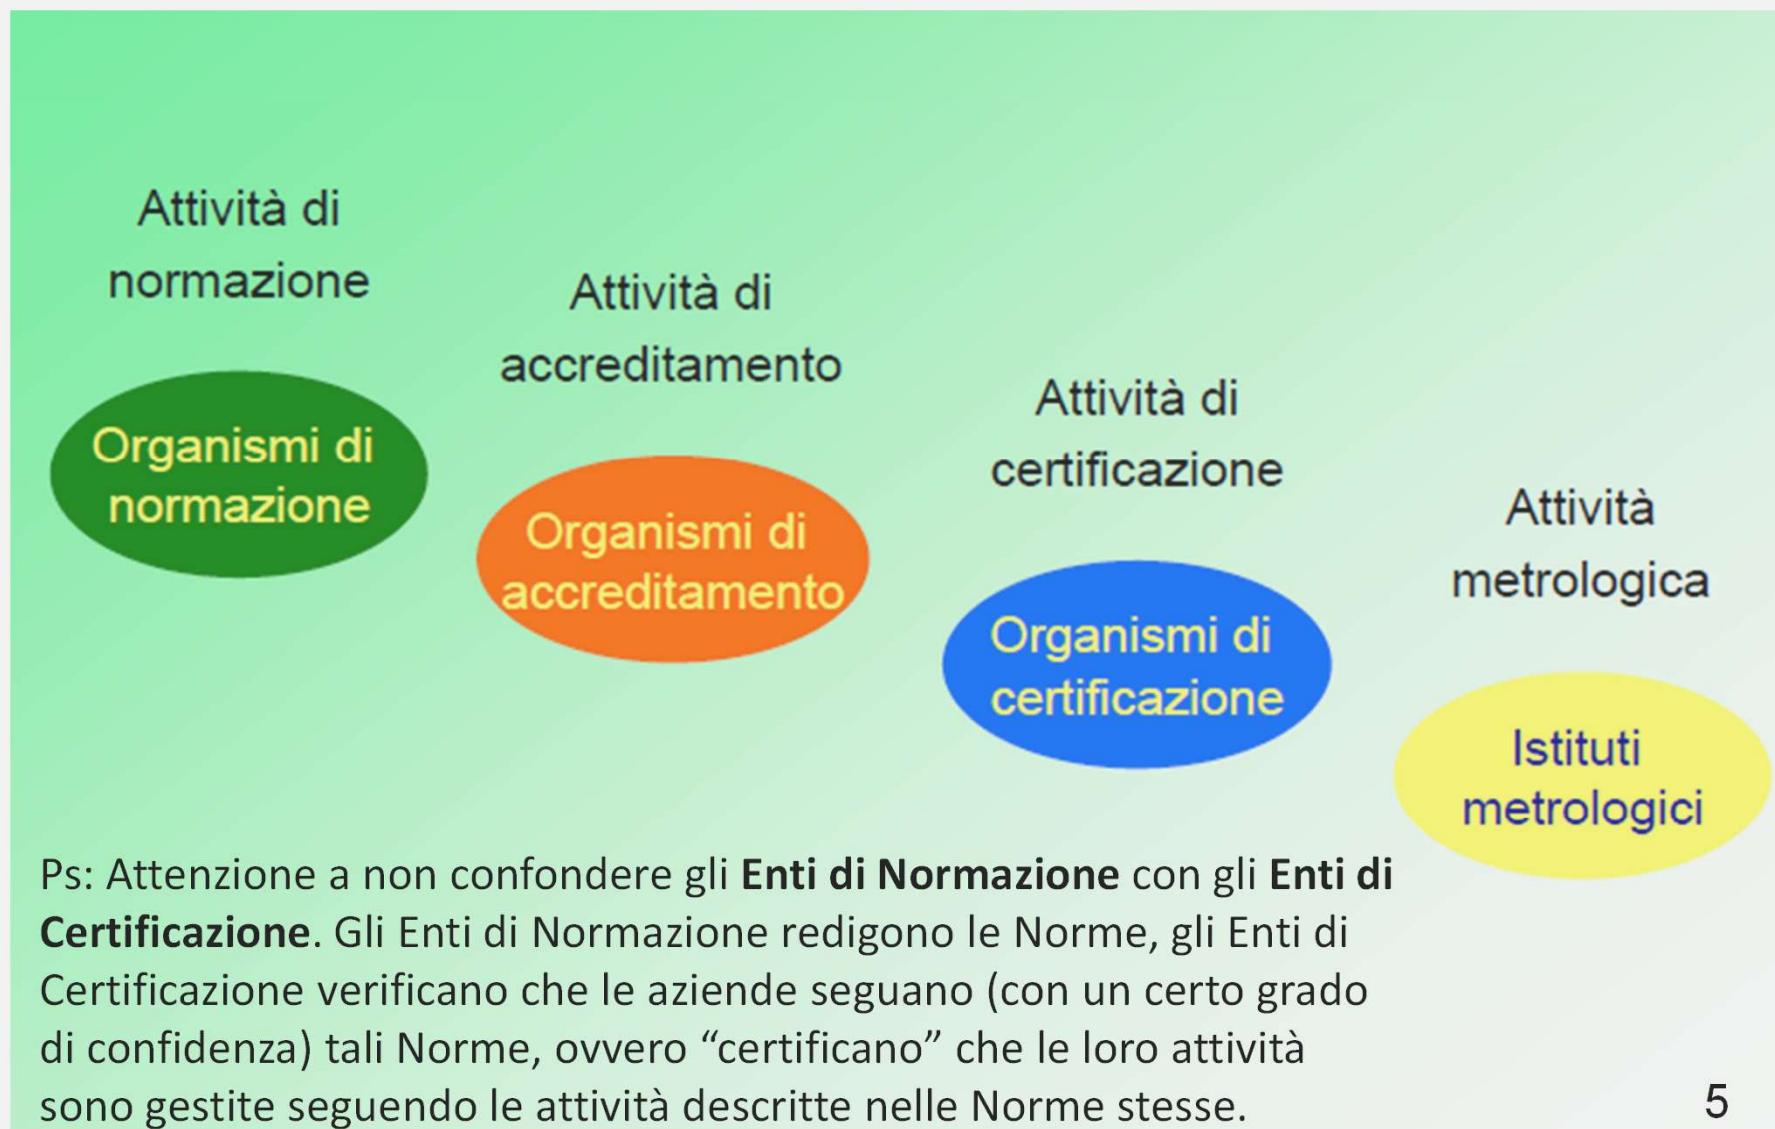 Attività di
normazione
Organismi di
normazione
Attività di
accreditamento
Organismi di
accreditamento
Attività di
certificazione
Organismi di
certificazione
Attività
metrologica
Istituti
metrologici
Ps: Attenzione a non confondere gli Enti di Normazione con gli Enti di
Certificazione. Gli Enti di Normazione redigono le Norme, gli Enti di
Certificazione verificano che le aziende seguano (con un certo grado
di confidenza) tali Norme, ovvero “certificano” che le loro attività
sono gestite seguendo le attività descritte nelle Norme stesse.
5